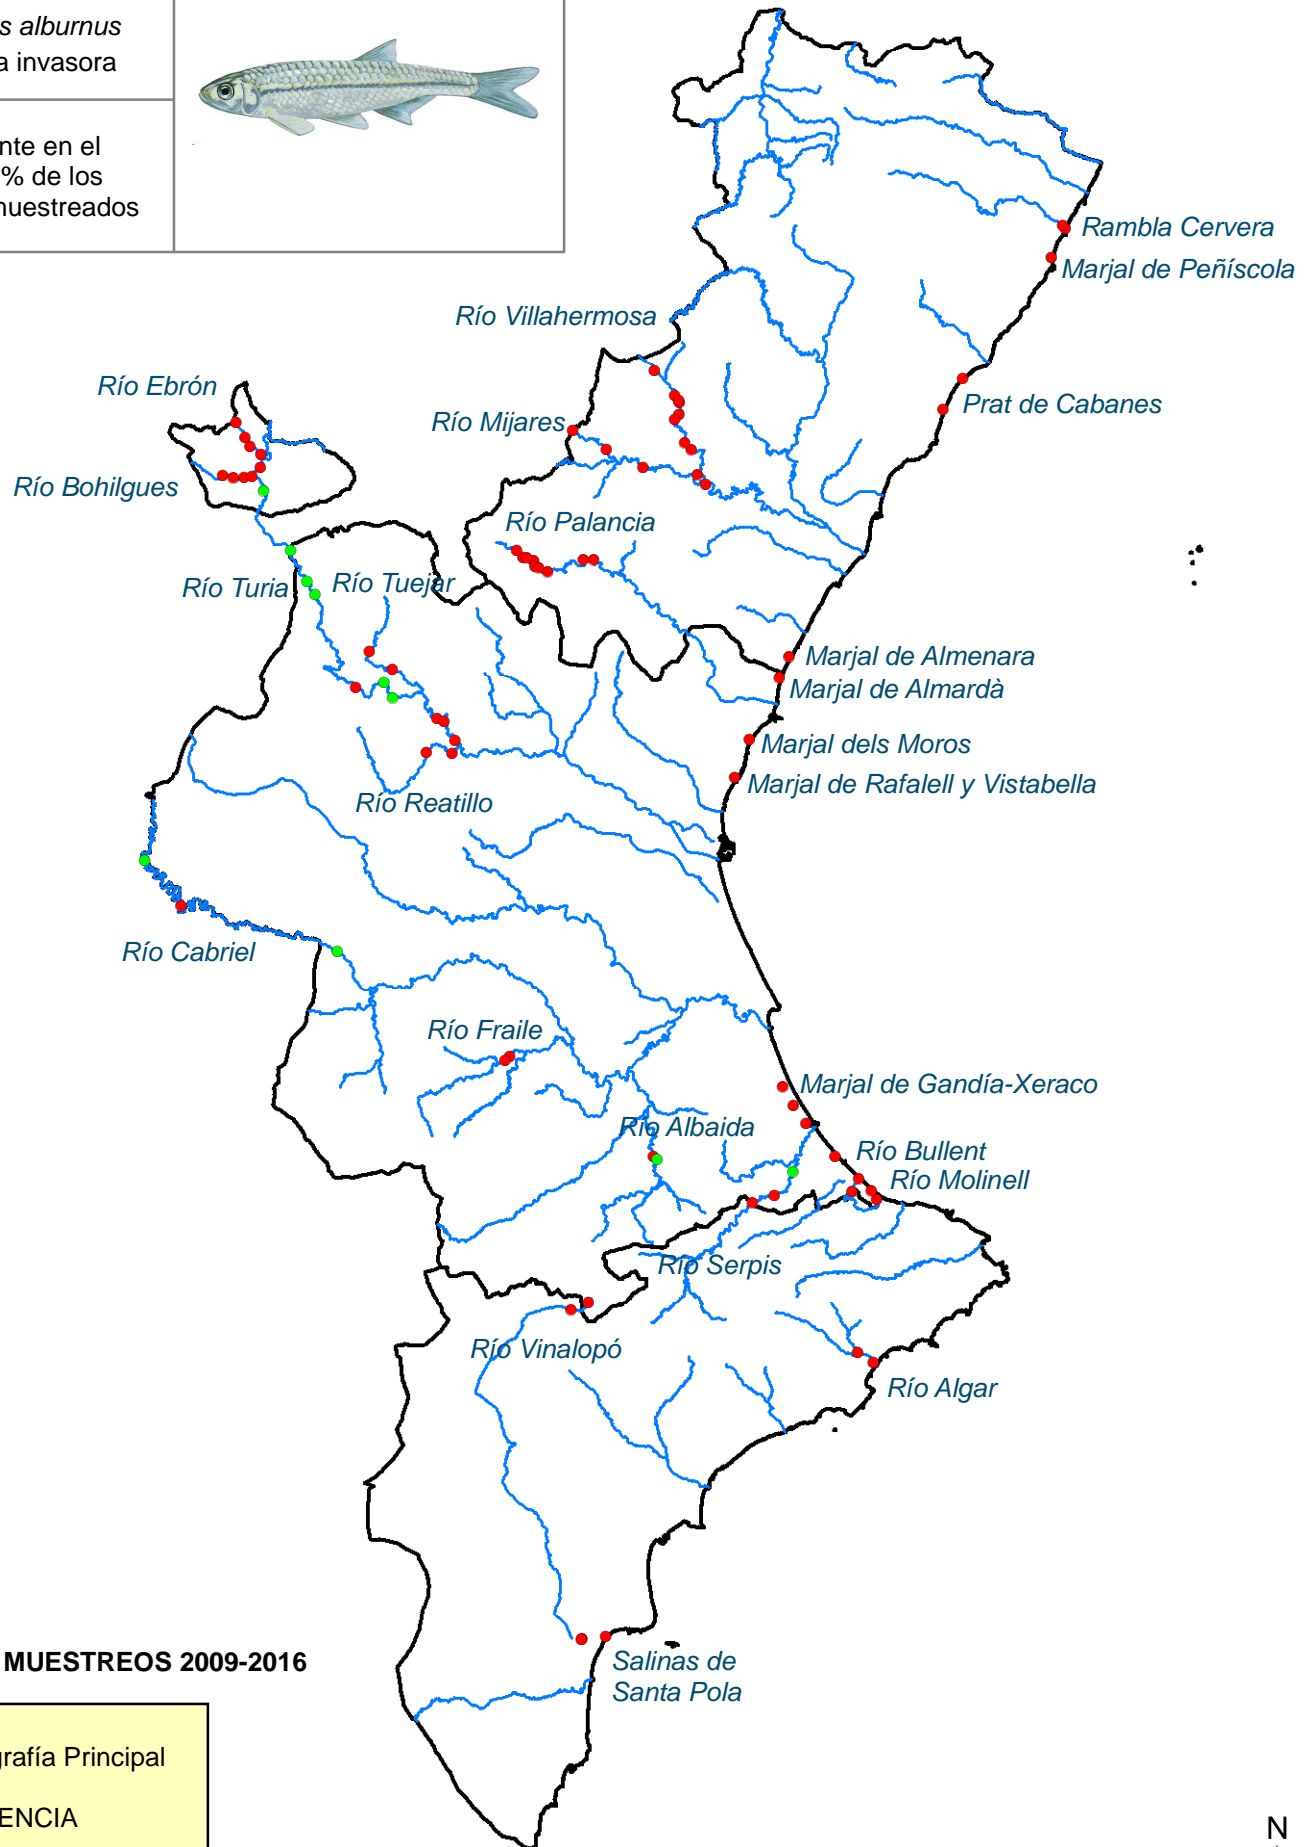 s alburnus
a invasora
nte en el
% de los
nuestreados
Rambla Cervera
Marjal de Peñíscola
Río Villahermosa
Río Ebrón
Prat de Cabanes
Río Mijares
Río Bohilgues
Río Palancia
Río Turia
Río Tuejar
Marjal de Almenara
Marjal de Almardà
Marjal dels Moros
Marjal de Rafalell y Vistabella
Río Reatillo
Río Cabriel
Río Fraile
Marjal de Gandía-Xeraco
Río Albaida
Río Bullent
Río Molinell
Río Serpis
Río Vinalopó
Río Algar
MUESTREOS 2009-2016
Salinas de
Santa Pola
grafía Principal
ENCIA
N